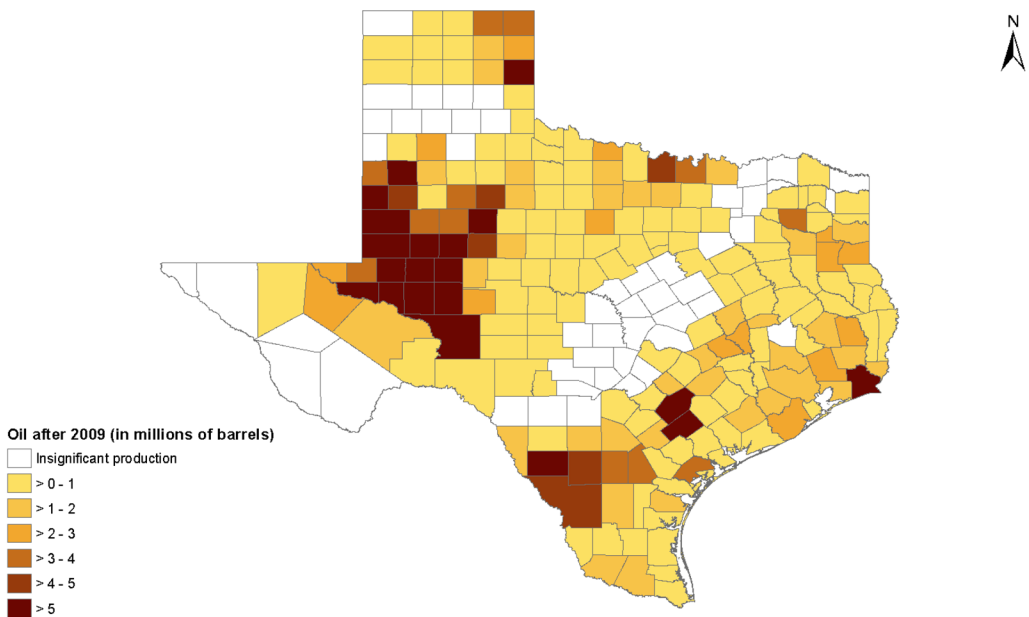 N
Oil after 2009 (in millions of barrels)
Insignificant production
> 0 - 1
> 1 - 2
> 2 - 3
> 3 - 4
> 4 - 5
> 5